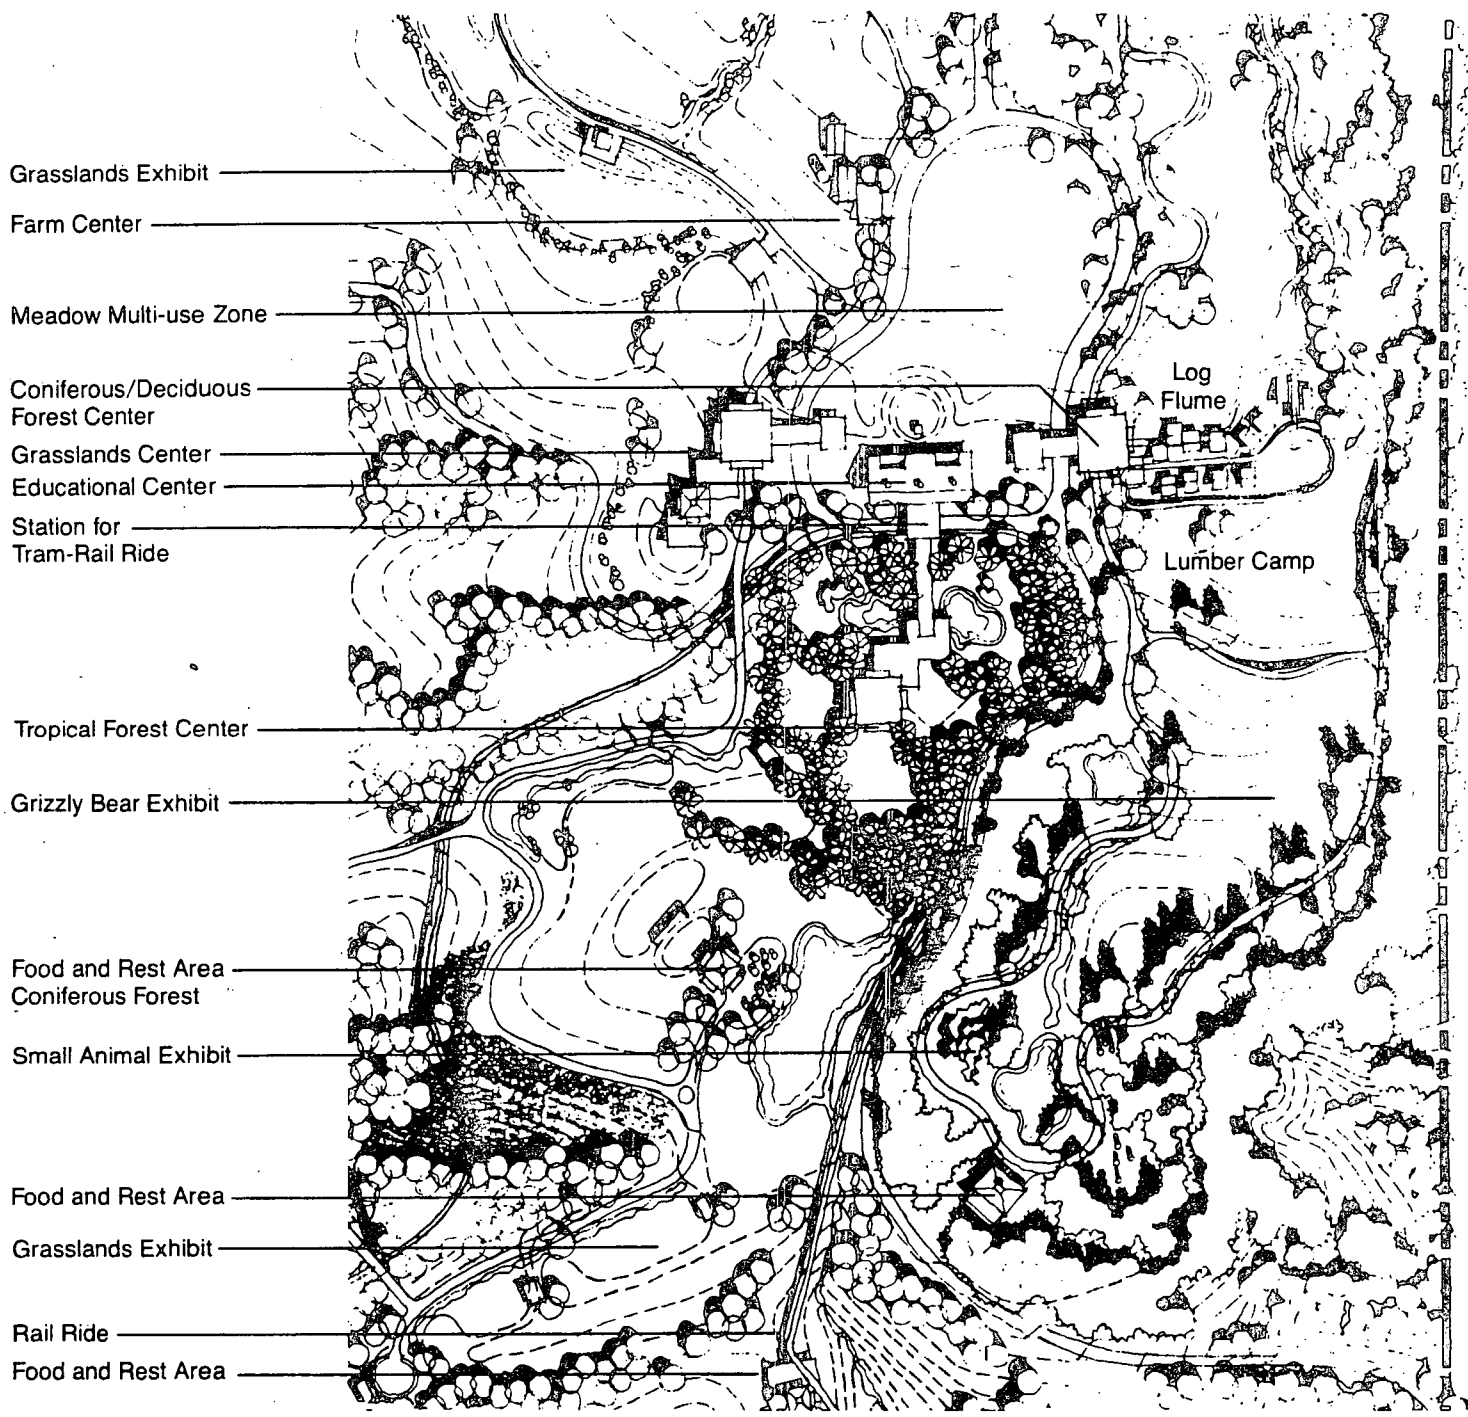 Grasslands Exhibit
Farm Center
Meadow Multi-use Zone
Coniferous/Deciduous
Forest Center
Log
Flume
Grasslands Center
Educational Center
Station for
Tram-Rail Ride
Lumber Camp
Tropical Forest Center
Grizzly Bear Exhibit
Food and Rest Area
Coniferous Forest
Small Animal Exhibit
Food and Rest Area
Grasslands Exhibit
Rail Ride
Food and Rest Area